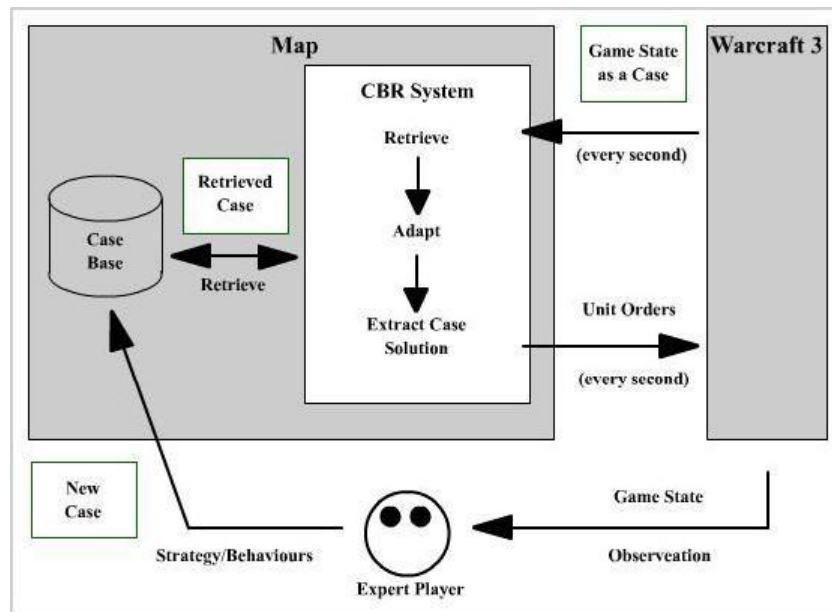 Map
Game State
as a Case
Warcraft 3
CBR System
Retrieve
(every second)
Retrieved
Case
Case
Base
Adapt
Retrieve
Unit Orders
Extract Case
Solution
(every second)
New
Case
Game State
Strategy/Behaviours
Observeation
Expert Player